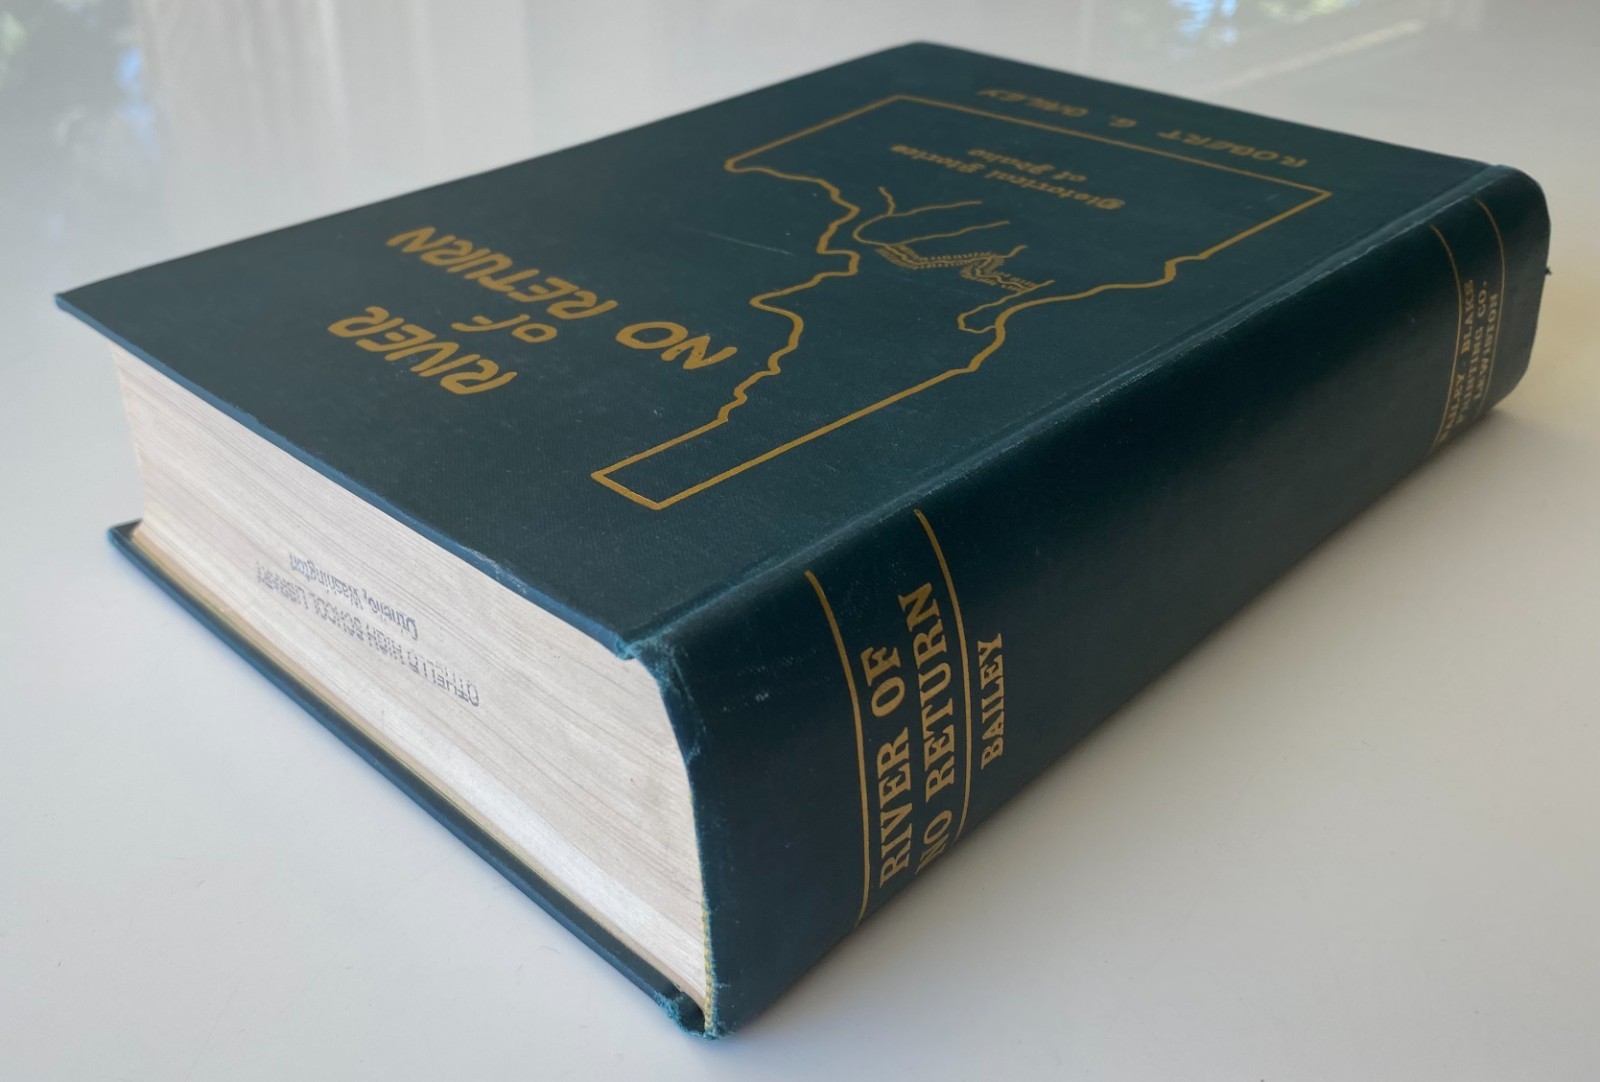 RIVER
OF
NO RETURN
Historical Stories
of Idaho
ROBERT G. BAILEY
RIVER OF
NO RETURN
BAILEY
BAILEY - BLAKE
PRINTING CO.
LEWISTON
OTHELLO HIGH SCHOOL LIBRARY
Othello, Washington